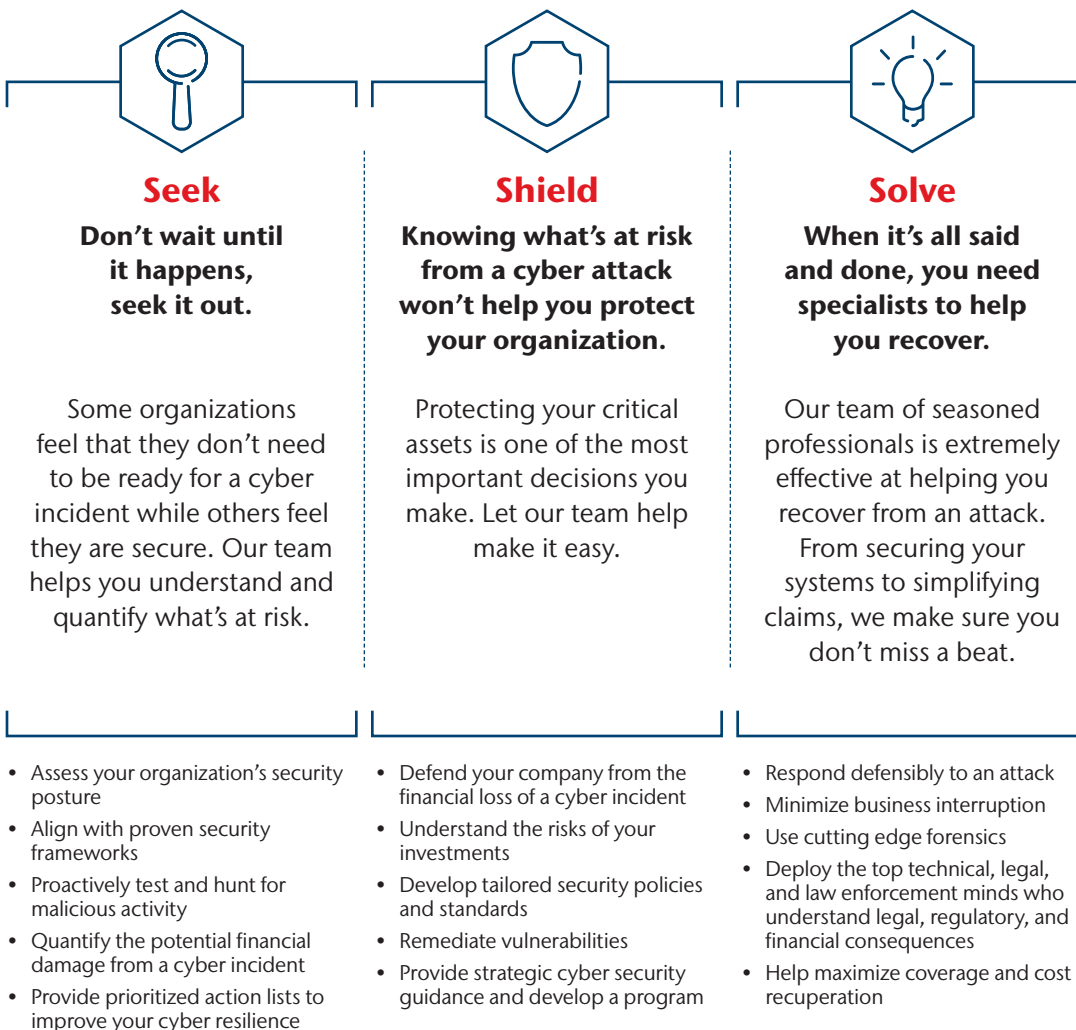 Seek
Don’t wait until
it happens,
seek it out.
Some organizations
feel that they don’t need
to be ready for a cyber
incident while others feel
they are secure. Our team
helps you understand and
quantify what’s at risk.
• Assess your organization’s security
posture
• Align with proven security
frameworks
• Proactively test and hunt for
malicious activity
• Quantify the potential financial
damage from a cyber incident
• Provide prioritized action lists to
improve your cyber resilience
Shield
Knowing what’s at risk
from a cyber attack
won’t help you protect
your organization.
Protecting your critical
assets is one of the most
important decisions you
make. Let our team help
make it easy.
• Defend your company from the
financial loss of a cyber incident
• Understand the risks of your
investments
• Develop tailored security policies
and standards
• Remediate vulnerabilities
• Provide strategic cyber security
guidance and develop a program
Solve
When it’s all said
and done, you need
specialists to help
you recover.
Our team of seasoned
professionals is extremely
effective at helping you
recover from an attack.
From securing your
systems to simplifying
claims, we make sure you
don’t miss a beat.
• Respond defensibly to an attack
• Minimize business interruption
• Use cutting edge forensics
• Deploy the top technical, legal,
and law enforcement minds who
understand legal, regulatory, and
financial consequences
• Help maximize coverage and cost
recuperation